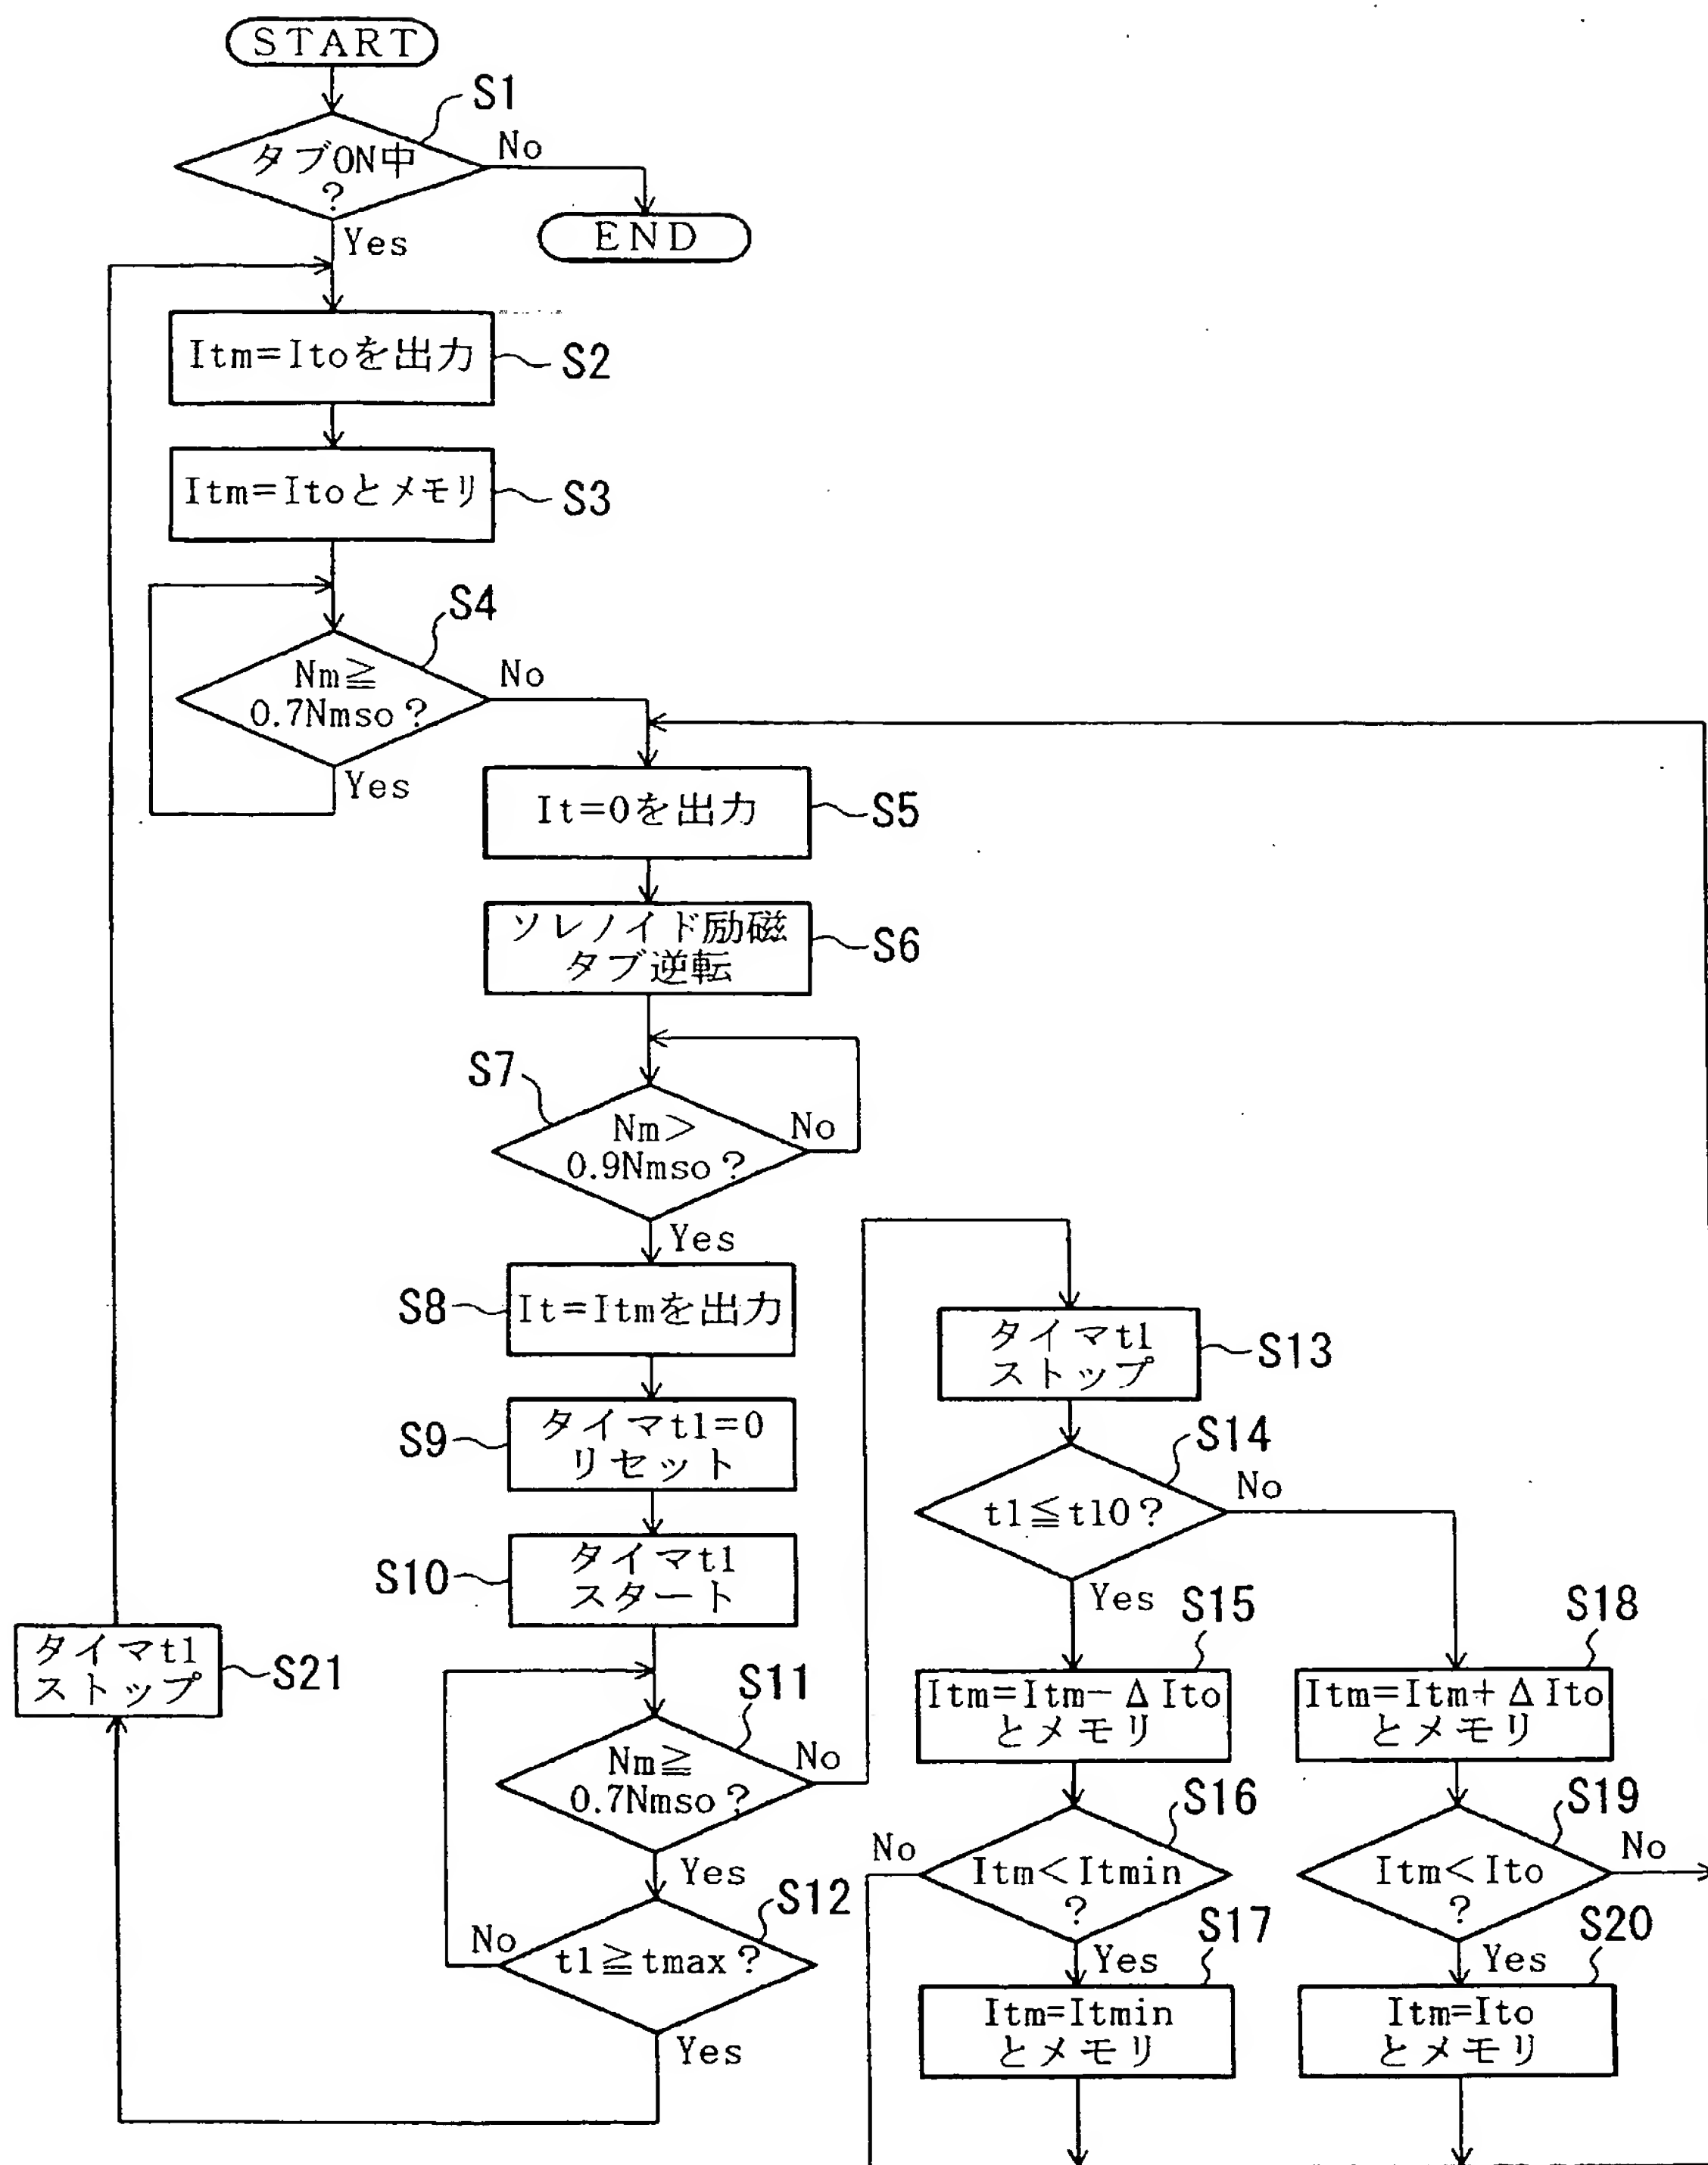 START
S1
タブON中
?
No
END
Yes
Itm=Itoを出力
S2
Itm=Itoとメモリ
S3
S4
Nm≧
0.7Nmso?
No
Yes
It=0を出力
S5
ソレノイド励磁
タブ逆転
S6
S7
Nm>
0.9Nmso?
No
Yes
S8
It=Itmを出力
S9
タイマt1=0
リセット
S10
タイマt1
スタート
S11
Nm≧
0.7Nmso?
No
Yes
S12
t1≧tmax?
No
Yes
タイマt1
ストップ
S21
タイマt1
ストップ
S13
S14
t1≦t10?
No
Yes
S15
Itm=Itm-ΔIto
とメモリ
S16
Itm<Itmin
?
No
Yes
S17
Itm=Itmin
とメモリ
S18
Itm=Itm+ΔIto
とメモリ
S19
Itm<Ito
?
No
Yes
S20
Itm=Ito
とメモリ